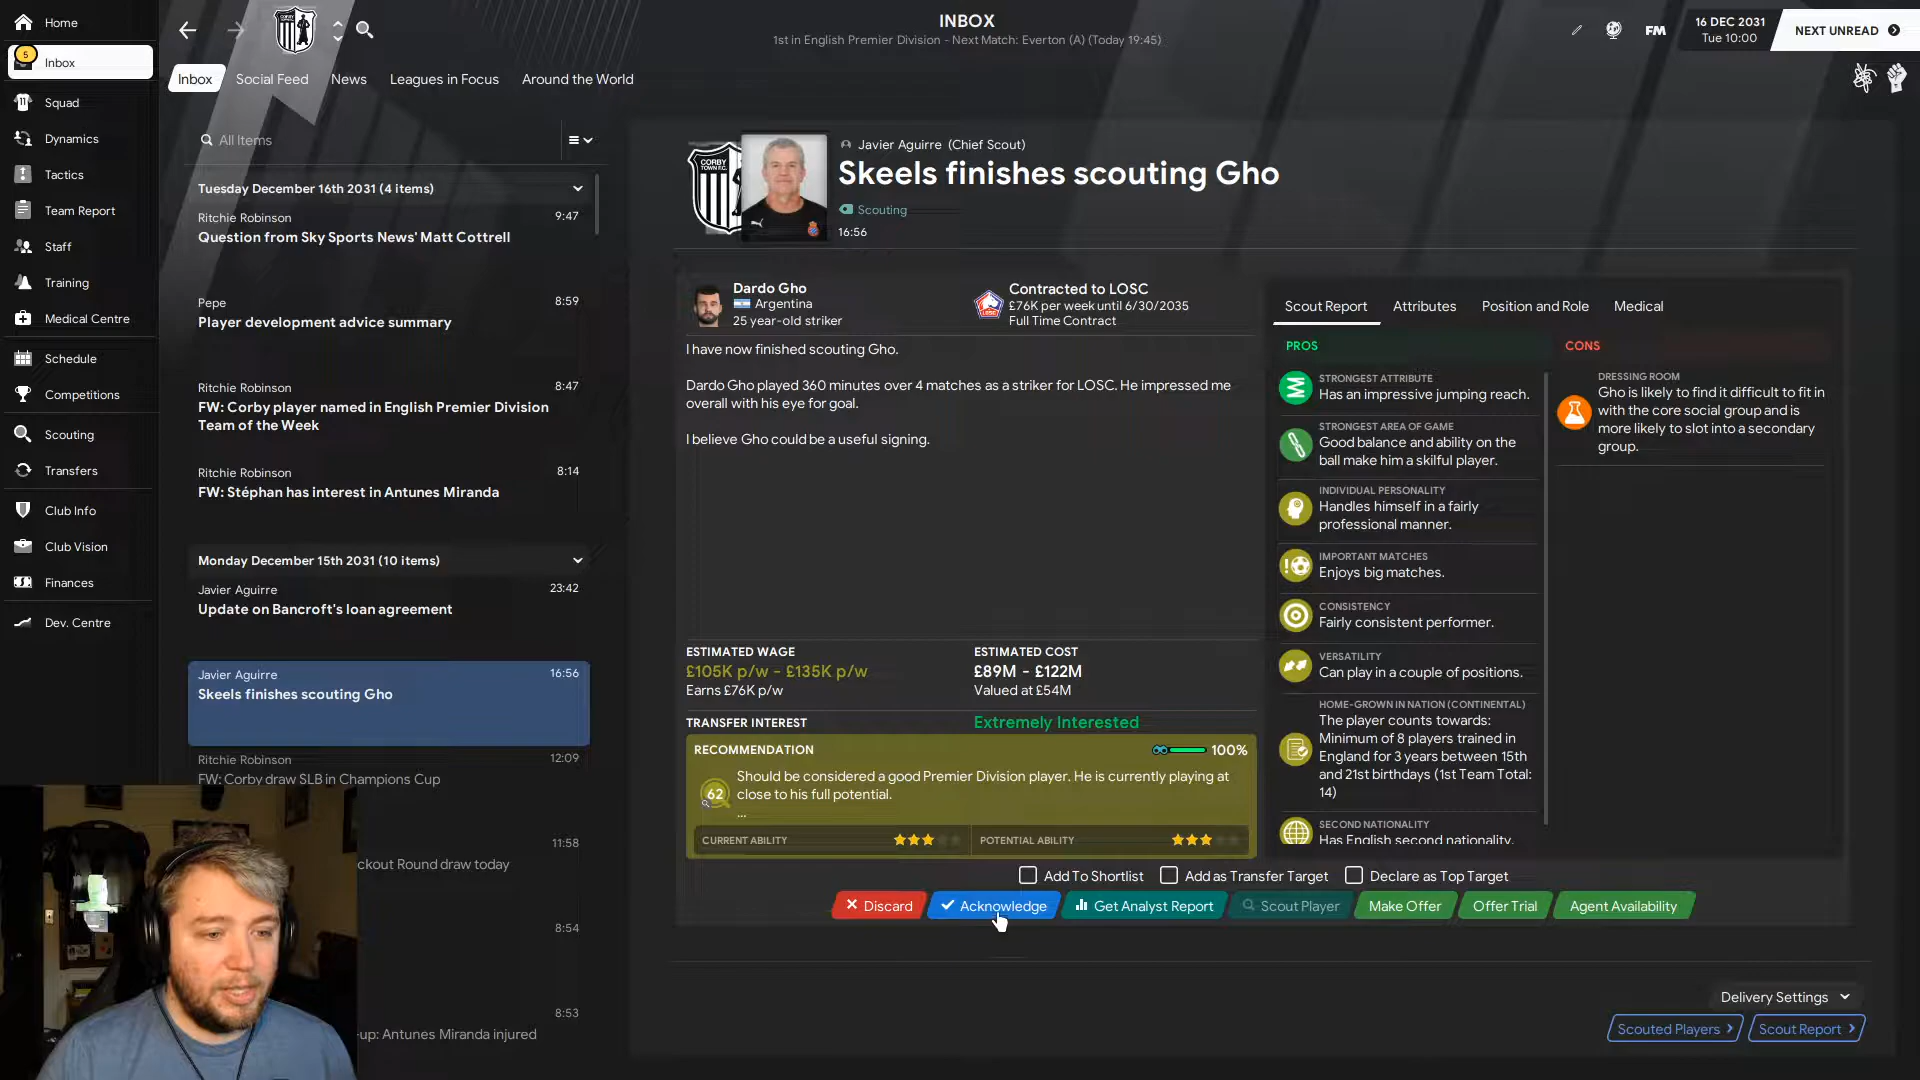 Home
INBOX
1st in English Premier Division - Next Match: Everton (A) (Today 19:45)
FM
16 DEC 2031
Tue 10:00
NEXT UNREAD
5
Inbox
Squad
Dynamics
Tactics
Team Report
Staff
Training
Medical Centre
Schedule
Competitions
Scouting
Transfers
Club Info
Club Vision
Finances
Dev. Centre
Inbox
Social Feed
News
Leagues in Focus
Around the World
All Items
Tuesday December 16th 2031 (4 items)
Ritchie Robinson 9:47
Question from Sky Sports News' Matt Cottrell
Pepe 8:59
Player development advice summary
Ritchie Robinson 8:47
FW: Corby player named in English Premier Division
Team of the Week
Ritchie Robinson 8:14
FW: Stéphan has interest in Antunes Miranda
Monday December 15th 2031 (10 items)
Javier Aguirre 23:42
Update on Bancroft's loan agreement
Javier Aguirre 16:56
Skeels finishes scouting Gho
Ritchie Robinson 12:09
FW: Corby draw SLB in Champions Cup
11:58
ckout Round draw today
8:54
8:53
-up: Antunes Miranda injured
CORBY
TOWN F.C.
Javier Aguirre (Chief Scout)
Skeels finishes scouting Gho
Scouting
16:56
Dardo Gho
Argentina
25 year-old striker
LOSC
Contracted to LOSC
£76K per week until 6/30/2035
Full Time Contract
I have now finished scouting Gho.
Dardo Gho played 360 minutes over 4 matches as a striker for LOSC. He impressed me
overall with his eye for goal.
I believe Gho could be a useful signing.
ESTIMATED WAGE
£105K p/w - £135K p/w
Earns £76K p/w
ESTIMATED COST
£89M - £122M
Valued at £54M
TRANSFER INTEREST
Extremely Interested
RECOMMENDATION
100%
62
Should be considered a good Premier Division player. He is currently playing at
close to his full potential.
...
CURRENT ABILITY
POTENTIAL ABILITY
Scout Report
Attributes
Position and Role
Medical
PROS
STRONGEST ATTRIBUTE
Has an impressive jumping reach.
STRONGEST AREA OF GAME
Good balance and ability on the
ball make him a skilful player.
INDIVIDUAL PERSONALITY
Handles himself in a fairly
professional manner.
IMPORTANT MATCHES
Enjoys big matches.
CONSISTENCY
Fairly consistent performer.
VERSATILITY
Can play in a couple of positions.
HOME-GROWN IN NATION (CONTINENTAL)
The player counts towards:
Minimum of 8 players trained in
England for 3 years between 15th
and 21st birthdays (1st Team Total:
14)
SECOND NATIONALITY
Has English second nationality.
CONS
DRESSING ROOM
Gho is likely to find it difficult to fit in
with the core social group and is
more likely to slot into a secondary
group.
Add To Shortlist
Add as Transfer Target
Declare as Top Target
Discard
Acknowledge
Get Analyst Report
Scout Player
Make Offer
Offer Trial
Agent Availability
Delivery Settings
Scouted Players
Scout Report